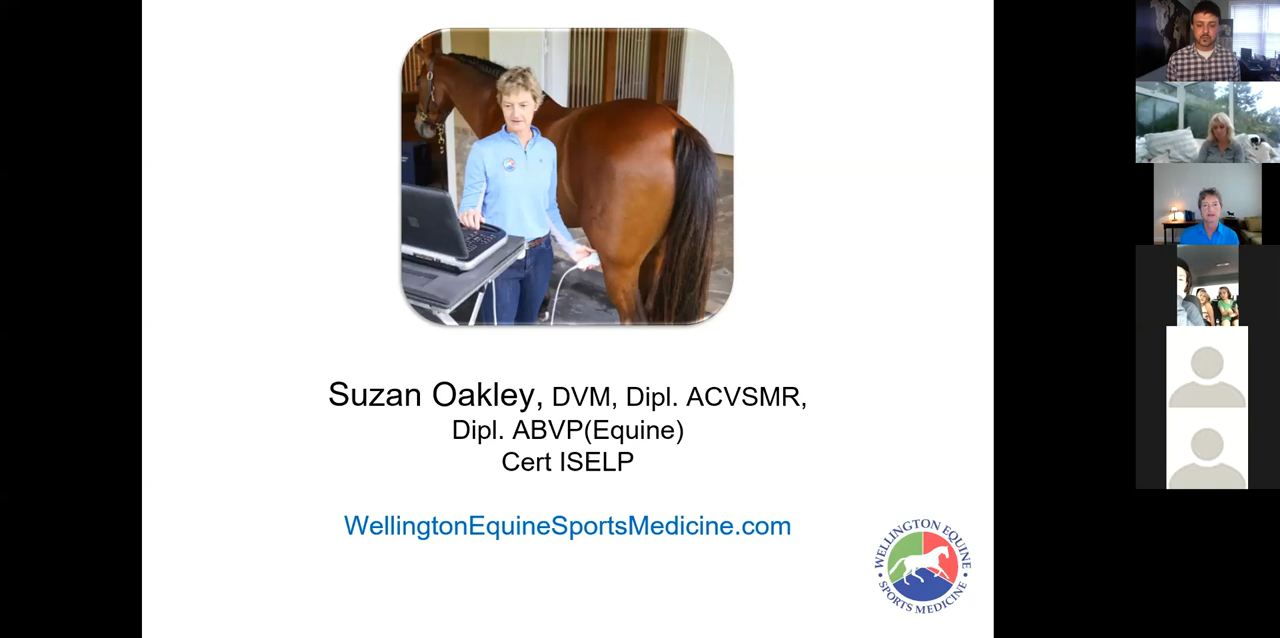 Suzan Oakley, DVM, Dipl. ACVSMR,
Dipl. ABVP(Equine)
Cert ISELP
WellingtonEquineSportsMedicine.com
WELLINGTON EQUINE
• SPORTS MEDICINE •